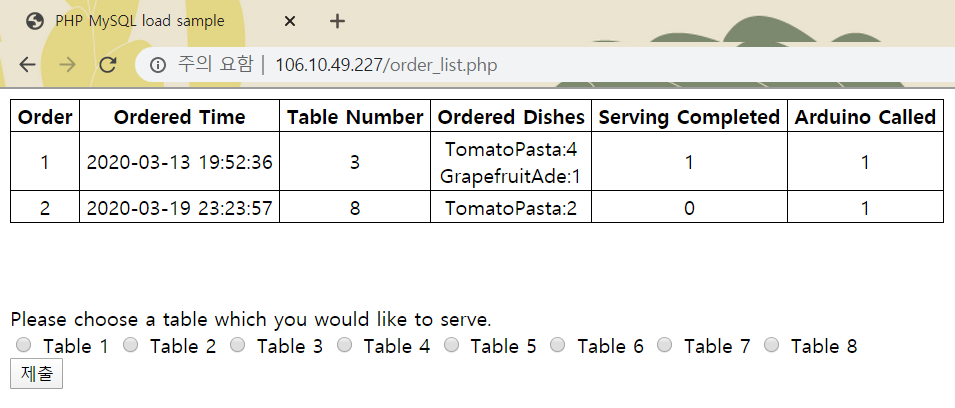 PHP MySQL load sample
주의 요함 | 106.10.49.227/order_list.php
Order Ordered Time Table Number Ordered Dishes Serving Completed Arduino Called
1 2020-03-13 19:52:36 3 TomatoPasta:4 1 1
GrapefruitAde:1
2 2020-03-19 23:23:57 8 TomatoPasta:2 0 1
Please choose a table which you would like to serve.
Table 1 Table 2 Table 3 Table 4 Table 5 Table 6 Table 7 Table 8
제출